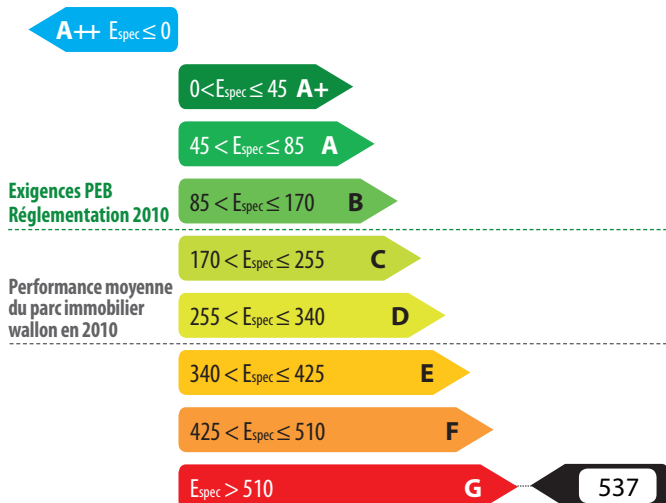 A++ Espec ≤ 0
0 < Espec ≤ 45 A+
45 < Espec ≤ 85 A
Exigences PEB
Réglementation 2010
85 < Espec ≤ 170 B
170 < Espec ≤ 255 C
Performance moyenne
du parc immobilier
wallon en 2010
255 < Espec ≤ 340 D
340 < Espec ≤ 425 E
425 < Espec ≤ 510 F
Espec > 510 G 537